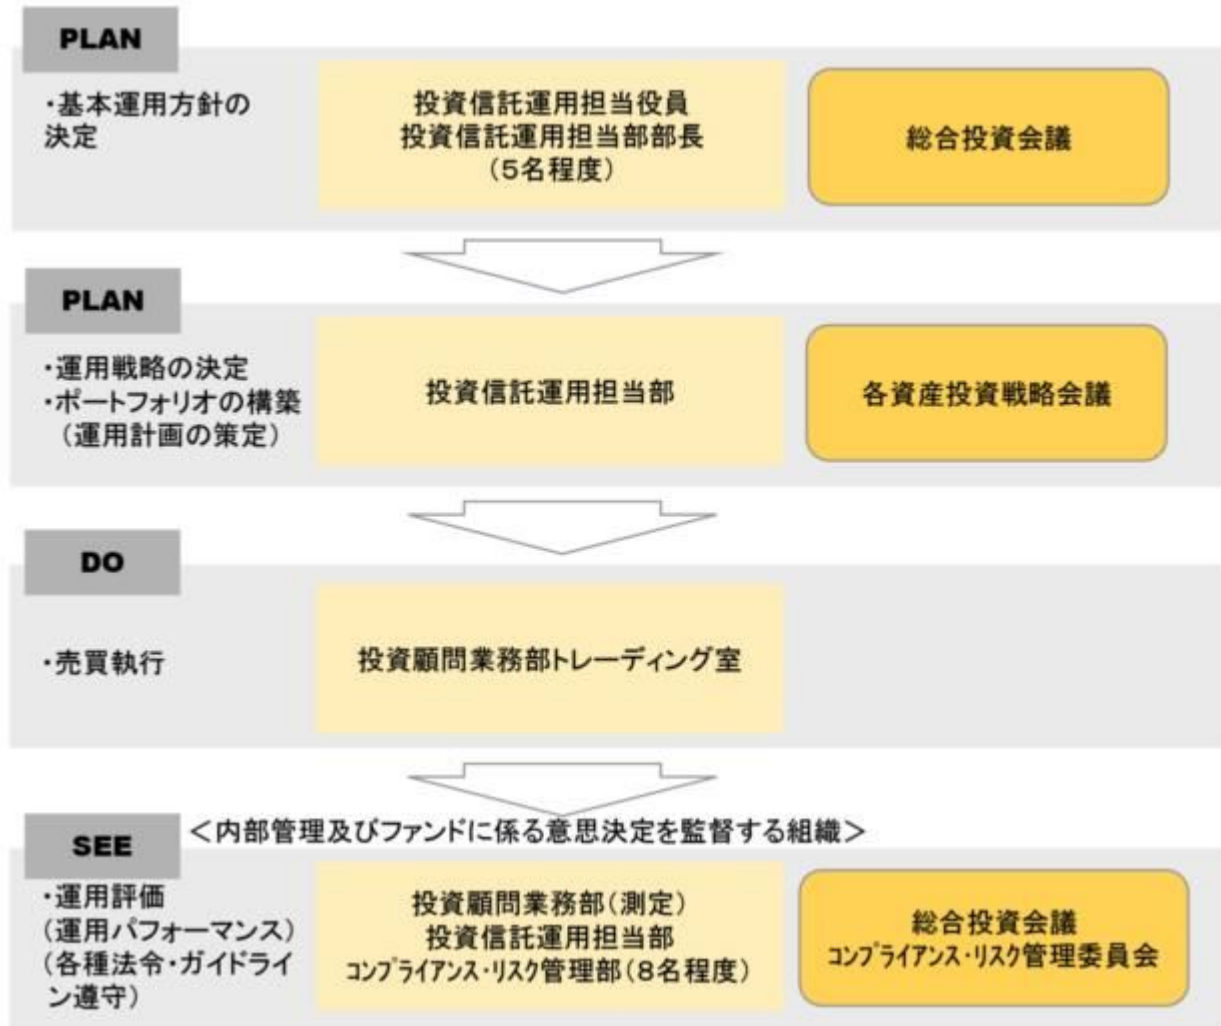 PLAN
・基本運用方針の
決定
投資信託運用担当役員
投資信託運用担当部部長
(5名程度)
総合投資会議
PLAN
・運用戦略の決定
・ポートフォリオの構築
(運用計画の策定)
投資信託運用担当部
各資産投資戦略会議
DO
・売買執行
投資顧問業務部トレーディング室
SEE
＜内部管理及びファンドに係る意思決定を監督する組織＞
・運用評価
(運用パフォーマンス)
(各種法令・ガイドライ
ン遵守)
投資顧問業務部(測定)
投資信託運用担当部
ｺﾝﾌﾟﾗｲｱﾝｽ・ﾘｽｸ管理部(8名程度)
総合投資会議
ｺﾝﾌﾟﾗｲｱﾝｽ・ﾘｽｸ管理委員会